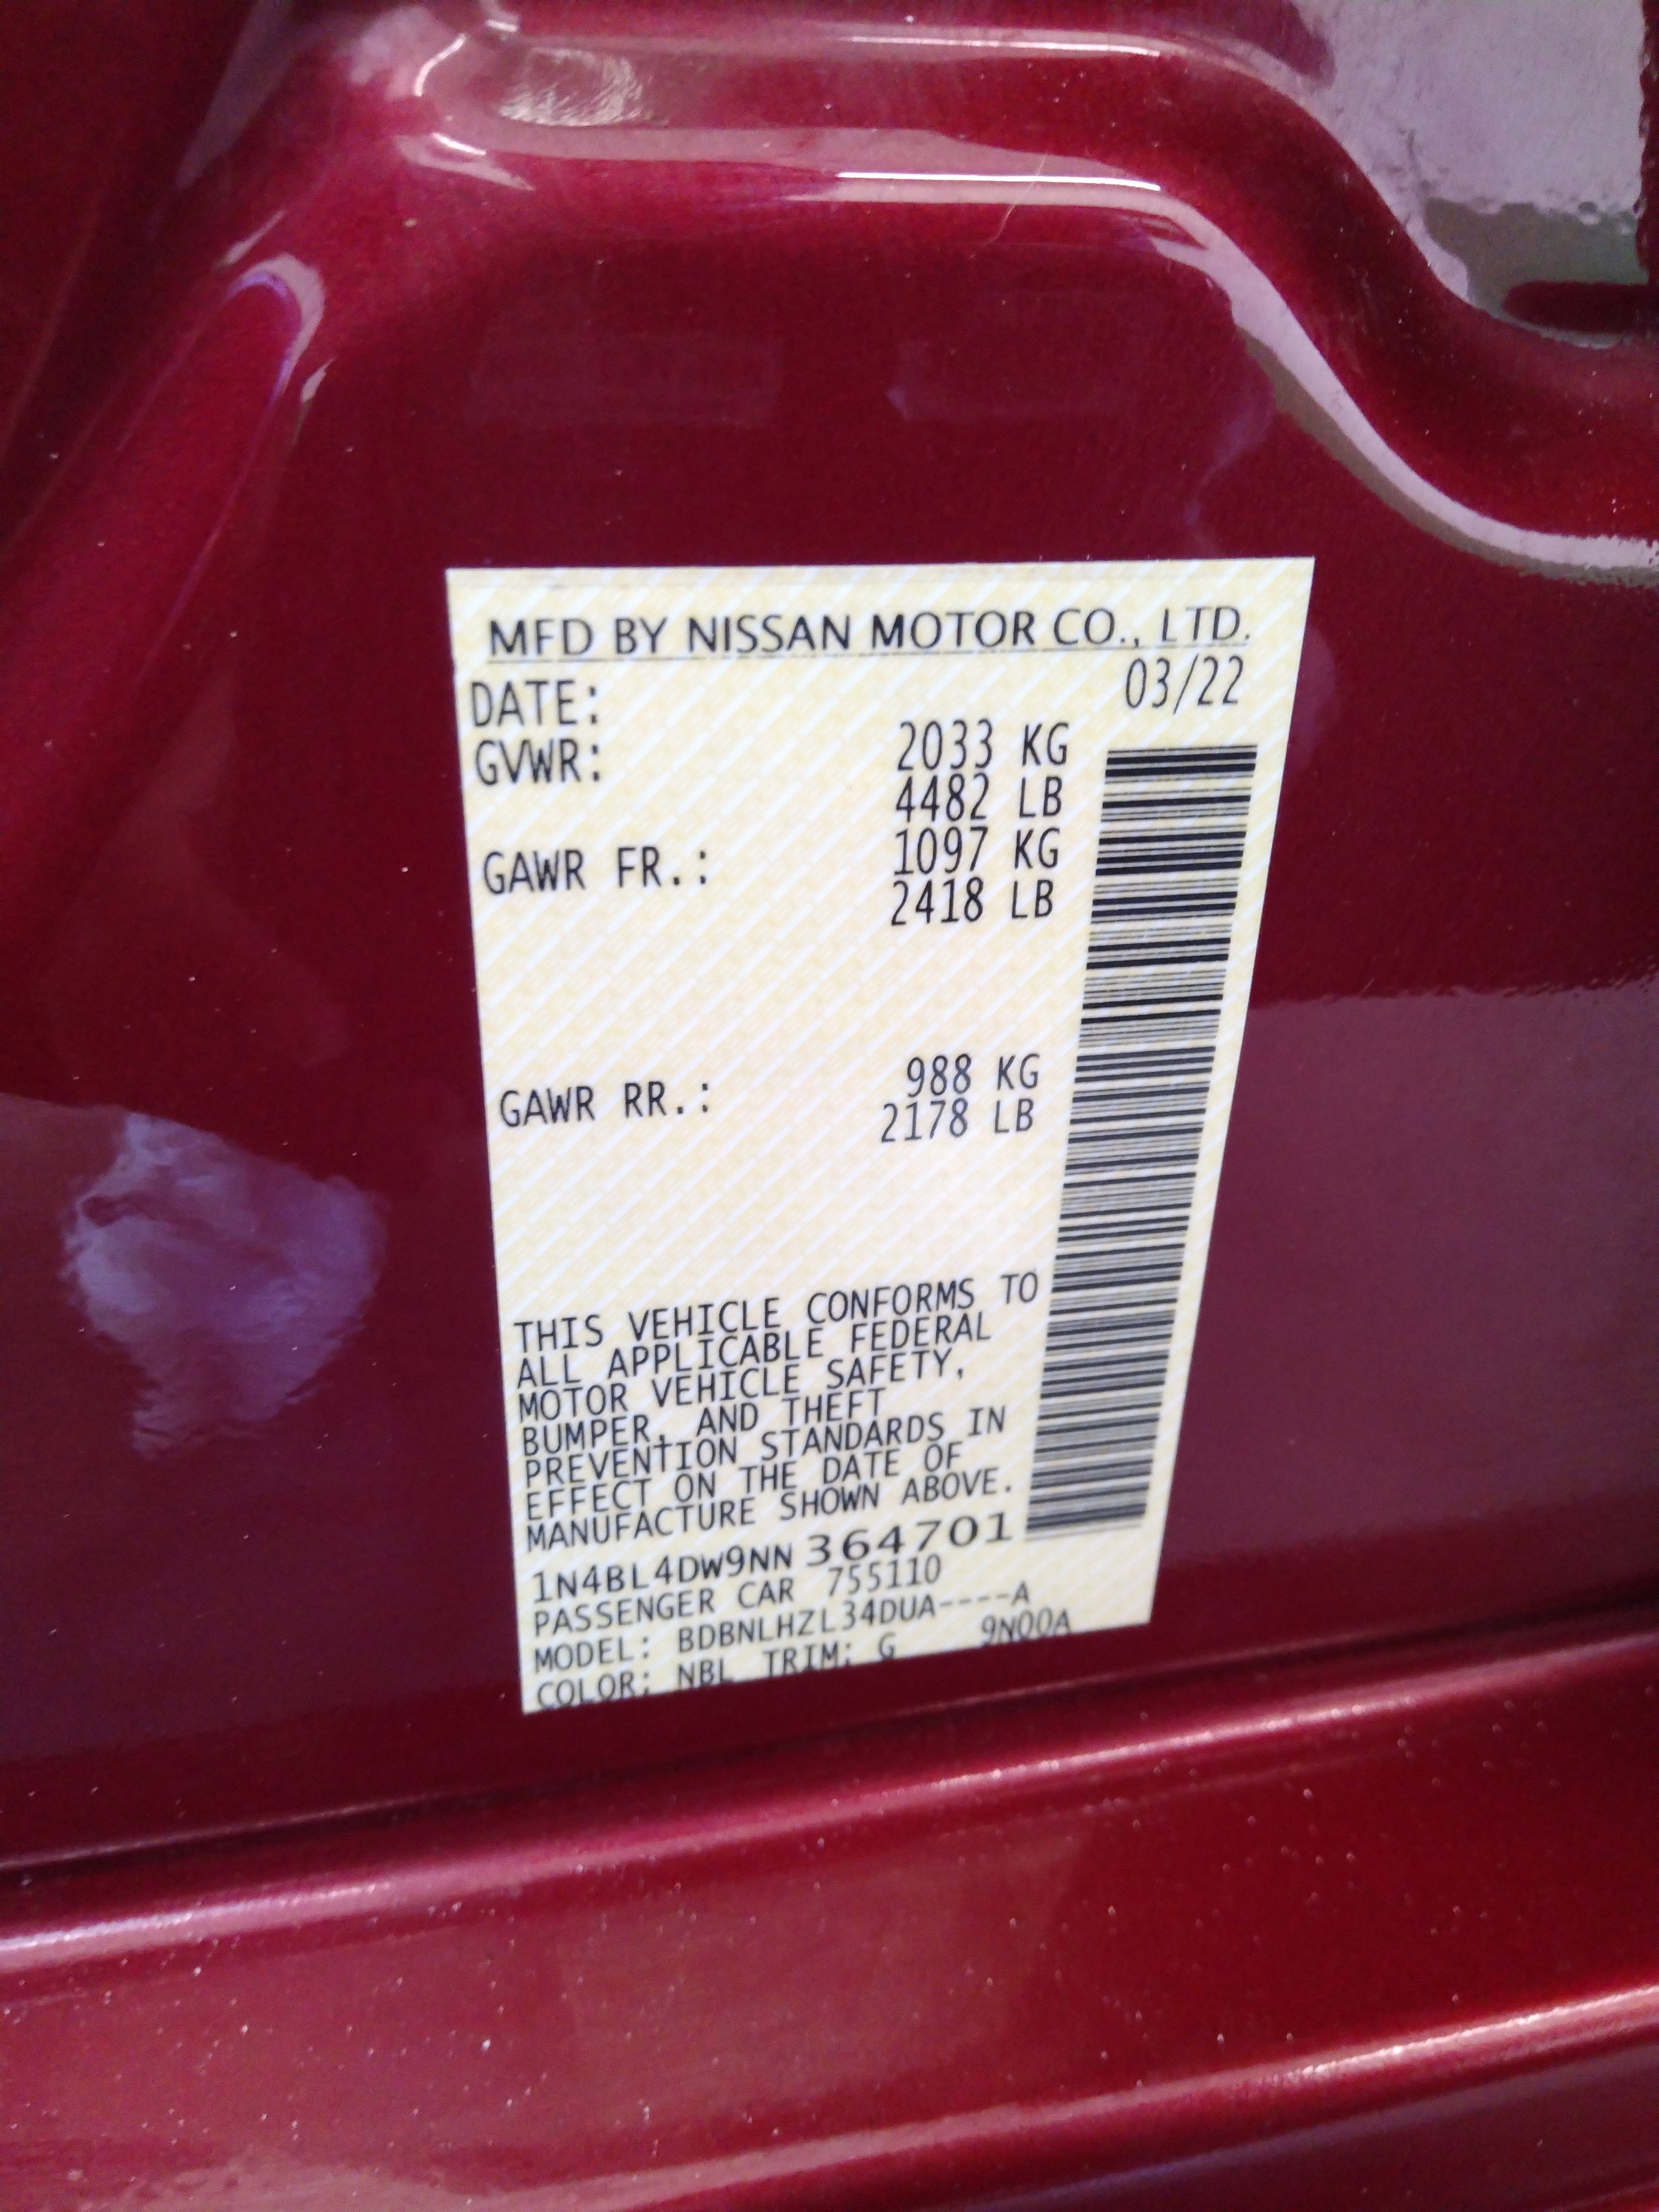 MFD BY NISSAN MOTOR CO., LTD.
DATE: 03/22
GVWR: 2033 KG
4482 LB
GAWR FR.: 1097 KG
2418 LB
GAWR RR.: 988 KG
2178 LB
THIS VEHICLE CONFORMS TO
ALL APPLICABLE FEDERAL
MOTOR VEHICLE SAFETY,
BUMPER, AND THEFT
PREVENTION STANDARDS IN
EFFECT ON THE DATE OF
MANUFACTURE SHOWN ABOVE.
1N4BL4DW9NN364701
PASSENGER CAR 755110
MODEL: BDBNLHZL34DUA----A
COLOR: NBL TRIM: G 9N00A